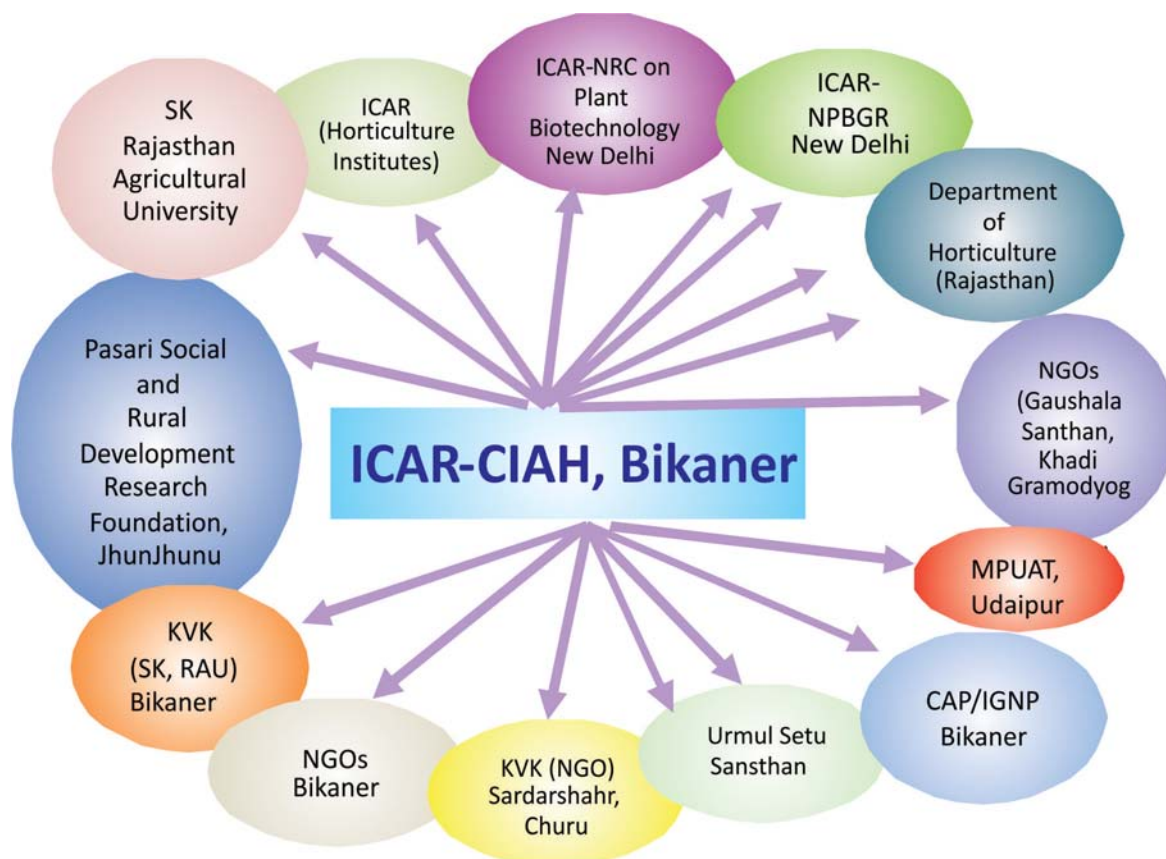 SK
Rajasthan
Agricultural
University
ICAR
(Horticulture
Institutes)
ICAR-NRC on
Plant
Biotechnology
New Delhi
ICAR-
NPBGR
New Delhi
Department
of
Horticulture
(Rajasthan)
Pasari Social
and
Rural
Development
Research
Foundation,
JhunJhunu
NGOs
(Gaushala
Santhan,
Khadi
Gramodyog
ICAR-CIAH, Bikaner
MPUAT,
Udaipur
KVK
(SK, RAU)
Bikaner
CAP/IGNP
Bikaner
NGOs
Bikaner
KVK (NGO)
Sardarshahr,
Churu
Urmul Setu
Sansthan